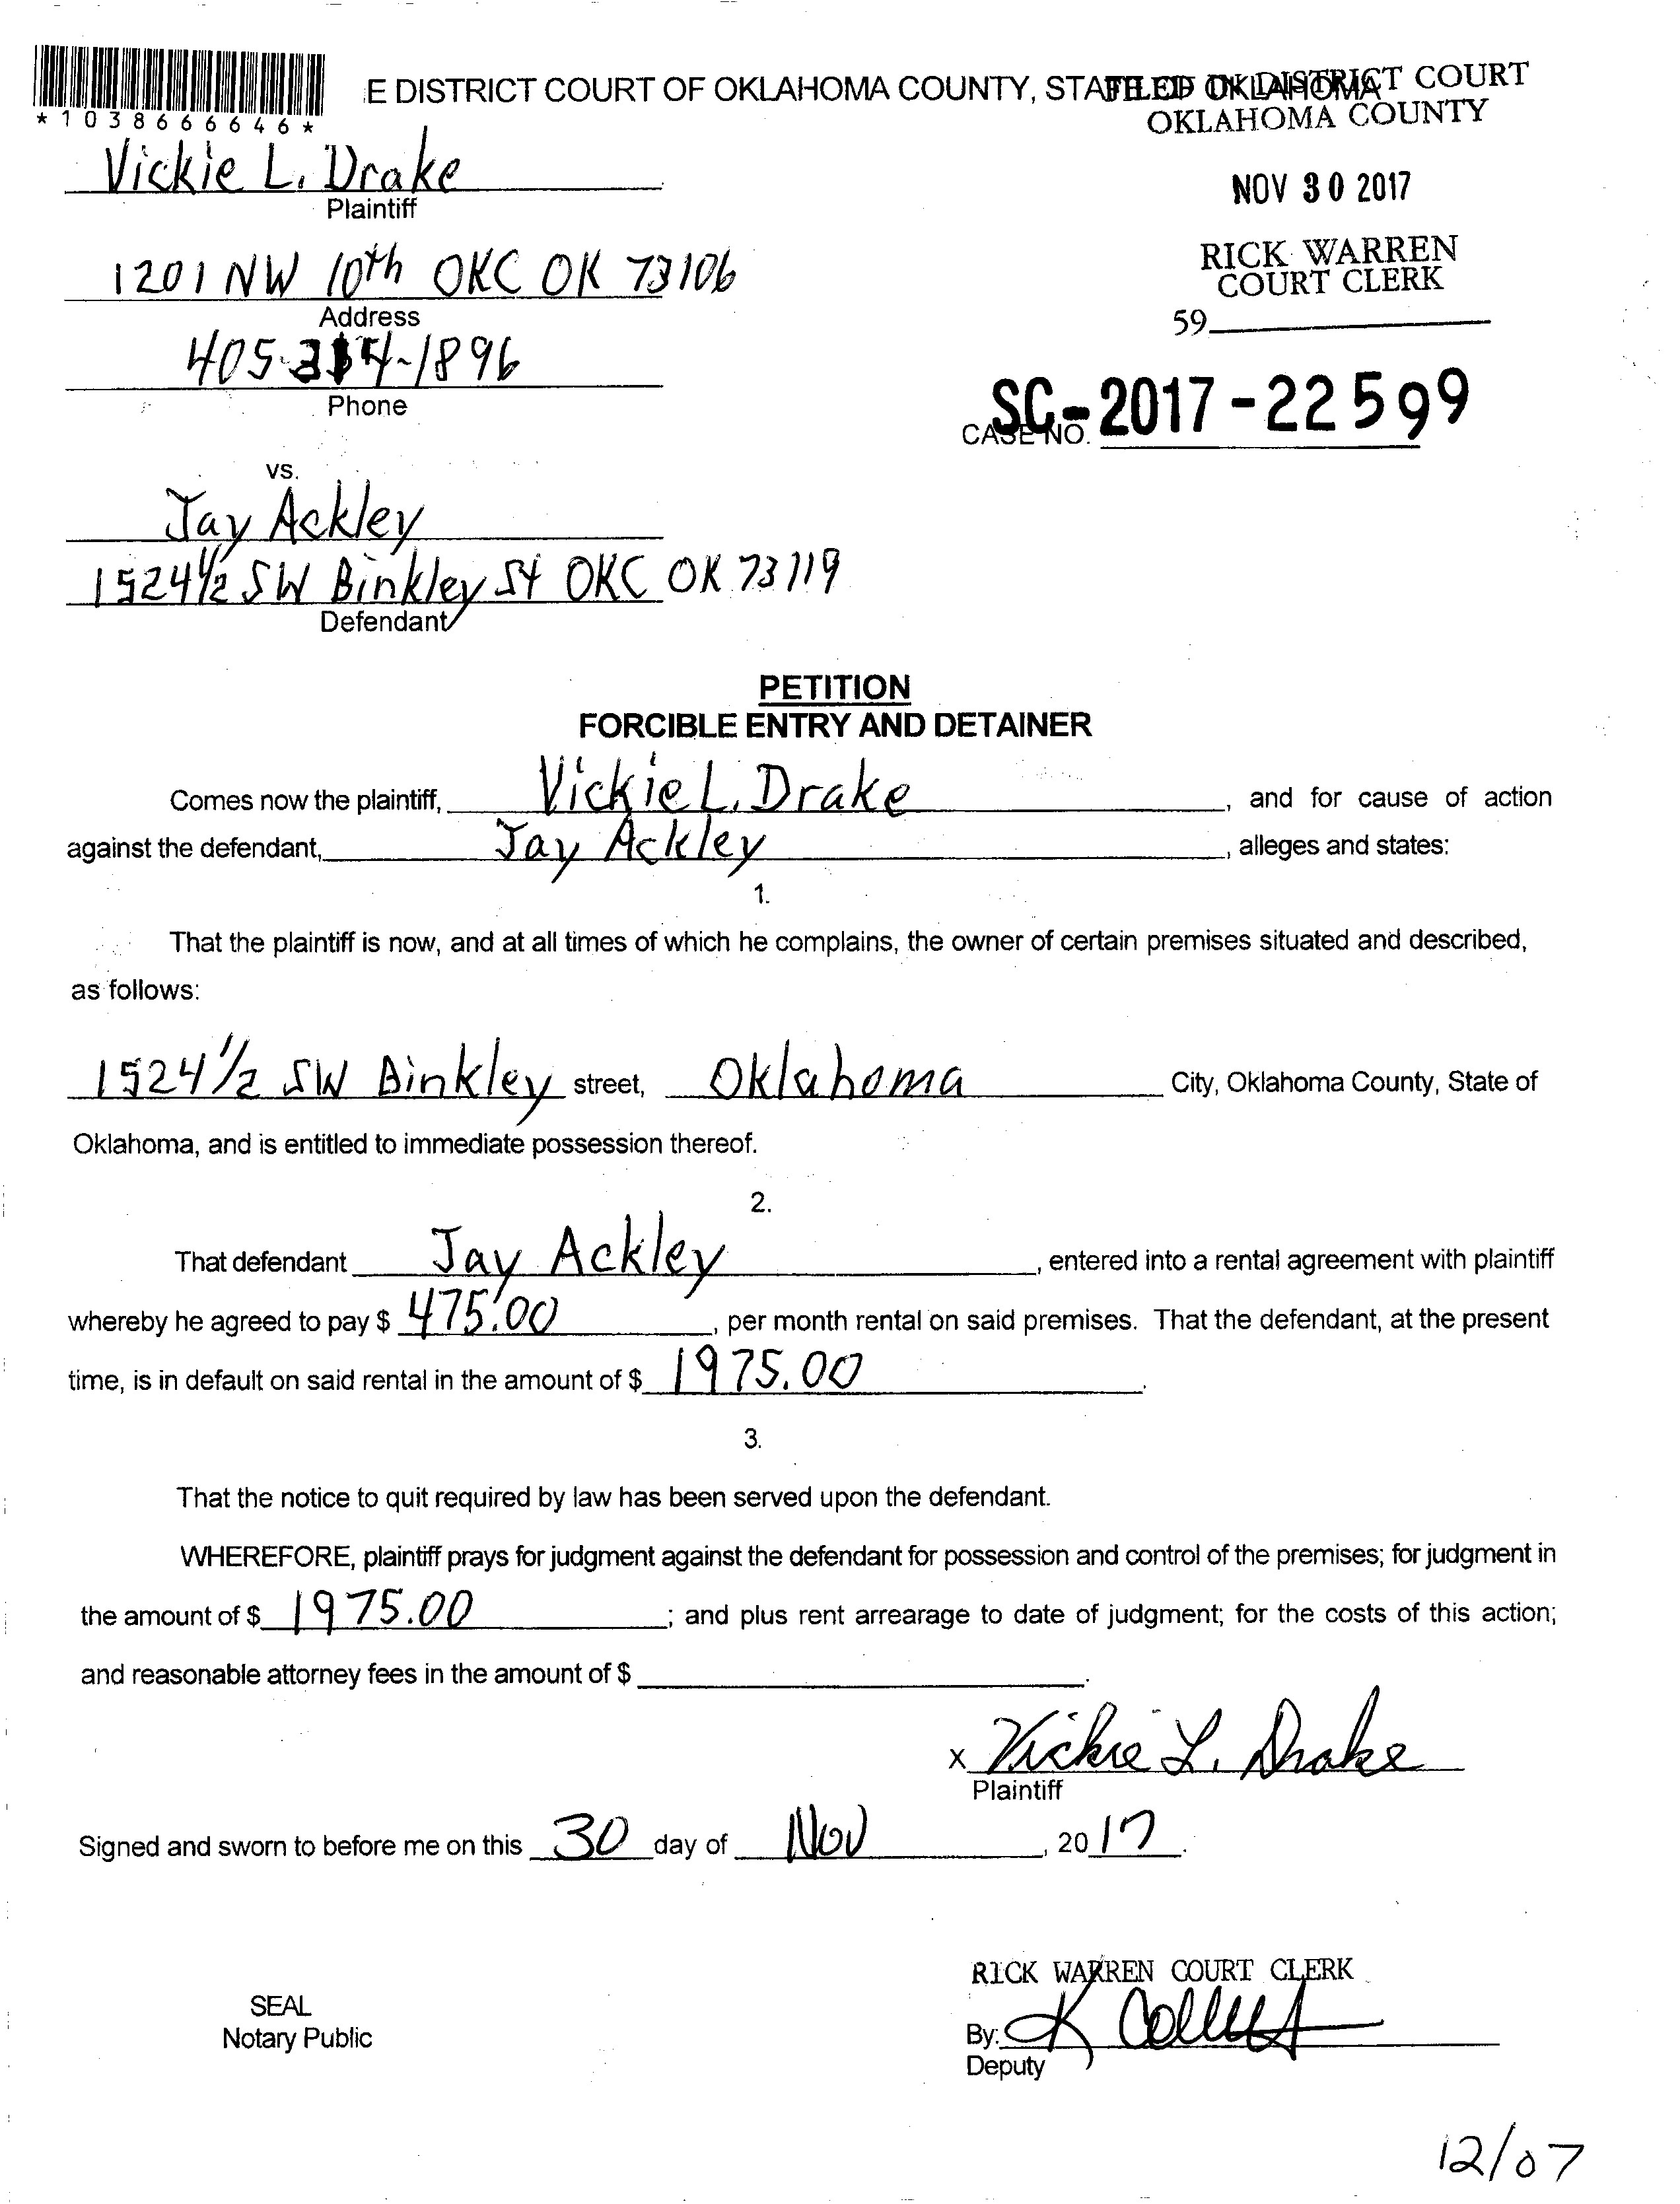 E DISTRICT COURT OF OKLAHOMA COUNTY, STATE OF OKLAHOMA
FILED IN DISTRICT COURT
OKLAHOMA COUNTY
*1038666646*
Vickie L. Drake
Plaintiff
NOV 30 2017
1201 NW 10th OKC OK 73106
Address
RICK WARREN
COURT CLERK
59
405 -1896
Phone
SC-2017-22599
CASE NO.
vs.
Jay Ackley
1524 1/2 SW Binkley St OKC OK 73119
Defendant
PETITION
FORCIBLE ENTRY AND DETAINER
Comes now the plaintiff, Vickie L. Drake, and for cause of action
against the defendant, Jay Ackley, alleges and states:
1.
That the plaintiff is now, and at all times of which he complains, the owner of certain premises situated and described,
as follows:
1524 1/2 SW Binkley street, Oklahoma City, Oklahoma County, State of
Oklahoma, and is entitled to immediate possession thereof.
2.
That defendant Jay Ackley, entered into a rental agreement with plaintiff
whereby he agreed to pay $ 475.00, per month rental on said premises. That the defendant, at the present
time, is in default on said rental in the amount of $ 1975.00.
3.
That the notice to quit required by law has been served upon the defendant.
WHEREFORE, plaintiff prays for judgment against the defendant for possession and control of the premises; for judgment in
the amount of $ 1975.00; and plus rent arrearage to date of judgment; for the costs of this action;
and reasonable attorney fees in the amount of $ .
x Vickie L. Drake
Plaintiff
Signed and sworn to before me on this 30 day of Nov, 2017.
RICK WARREN COURT CLERK
SEAL
Notary Public
By: K
Deputy
12/07